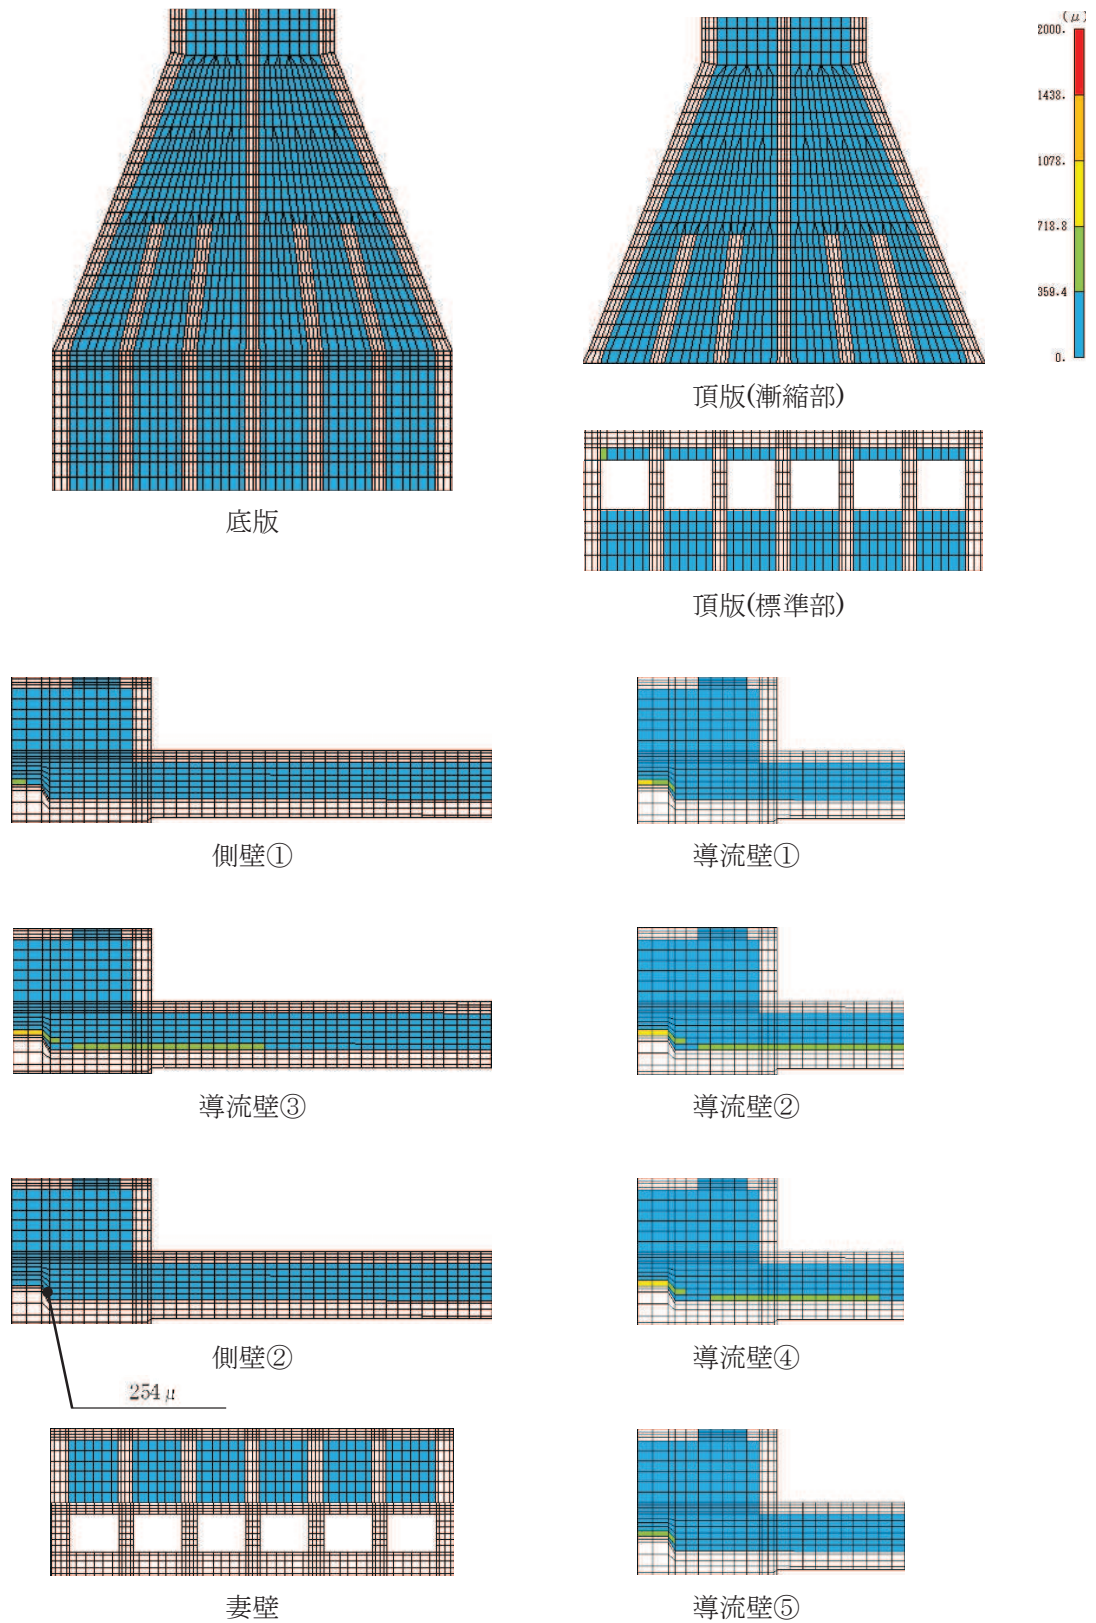 (μ)
2000.
1438.
1078.
718.8
359.4
0.
底版
頂版(漸縮部)
頂版(標準部)
側壁①
導流壁①
導流壁③
導流壁②
側壁②
導流壁④
254μ
妻壁
導流壁⑤